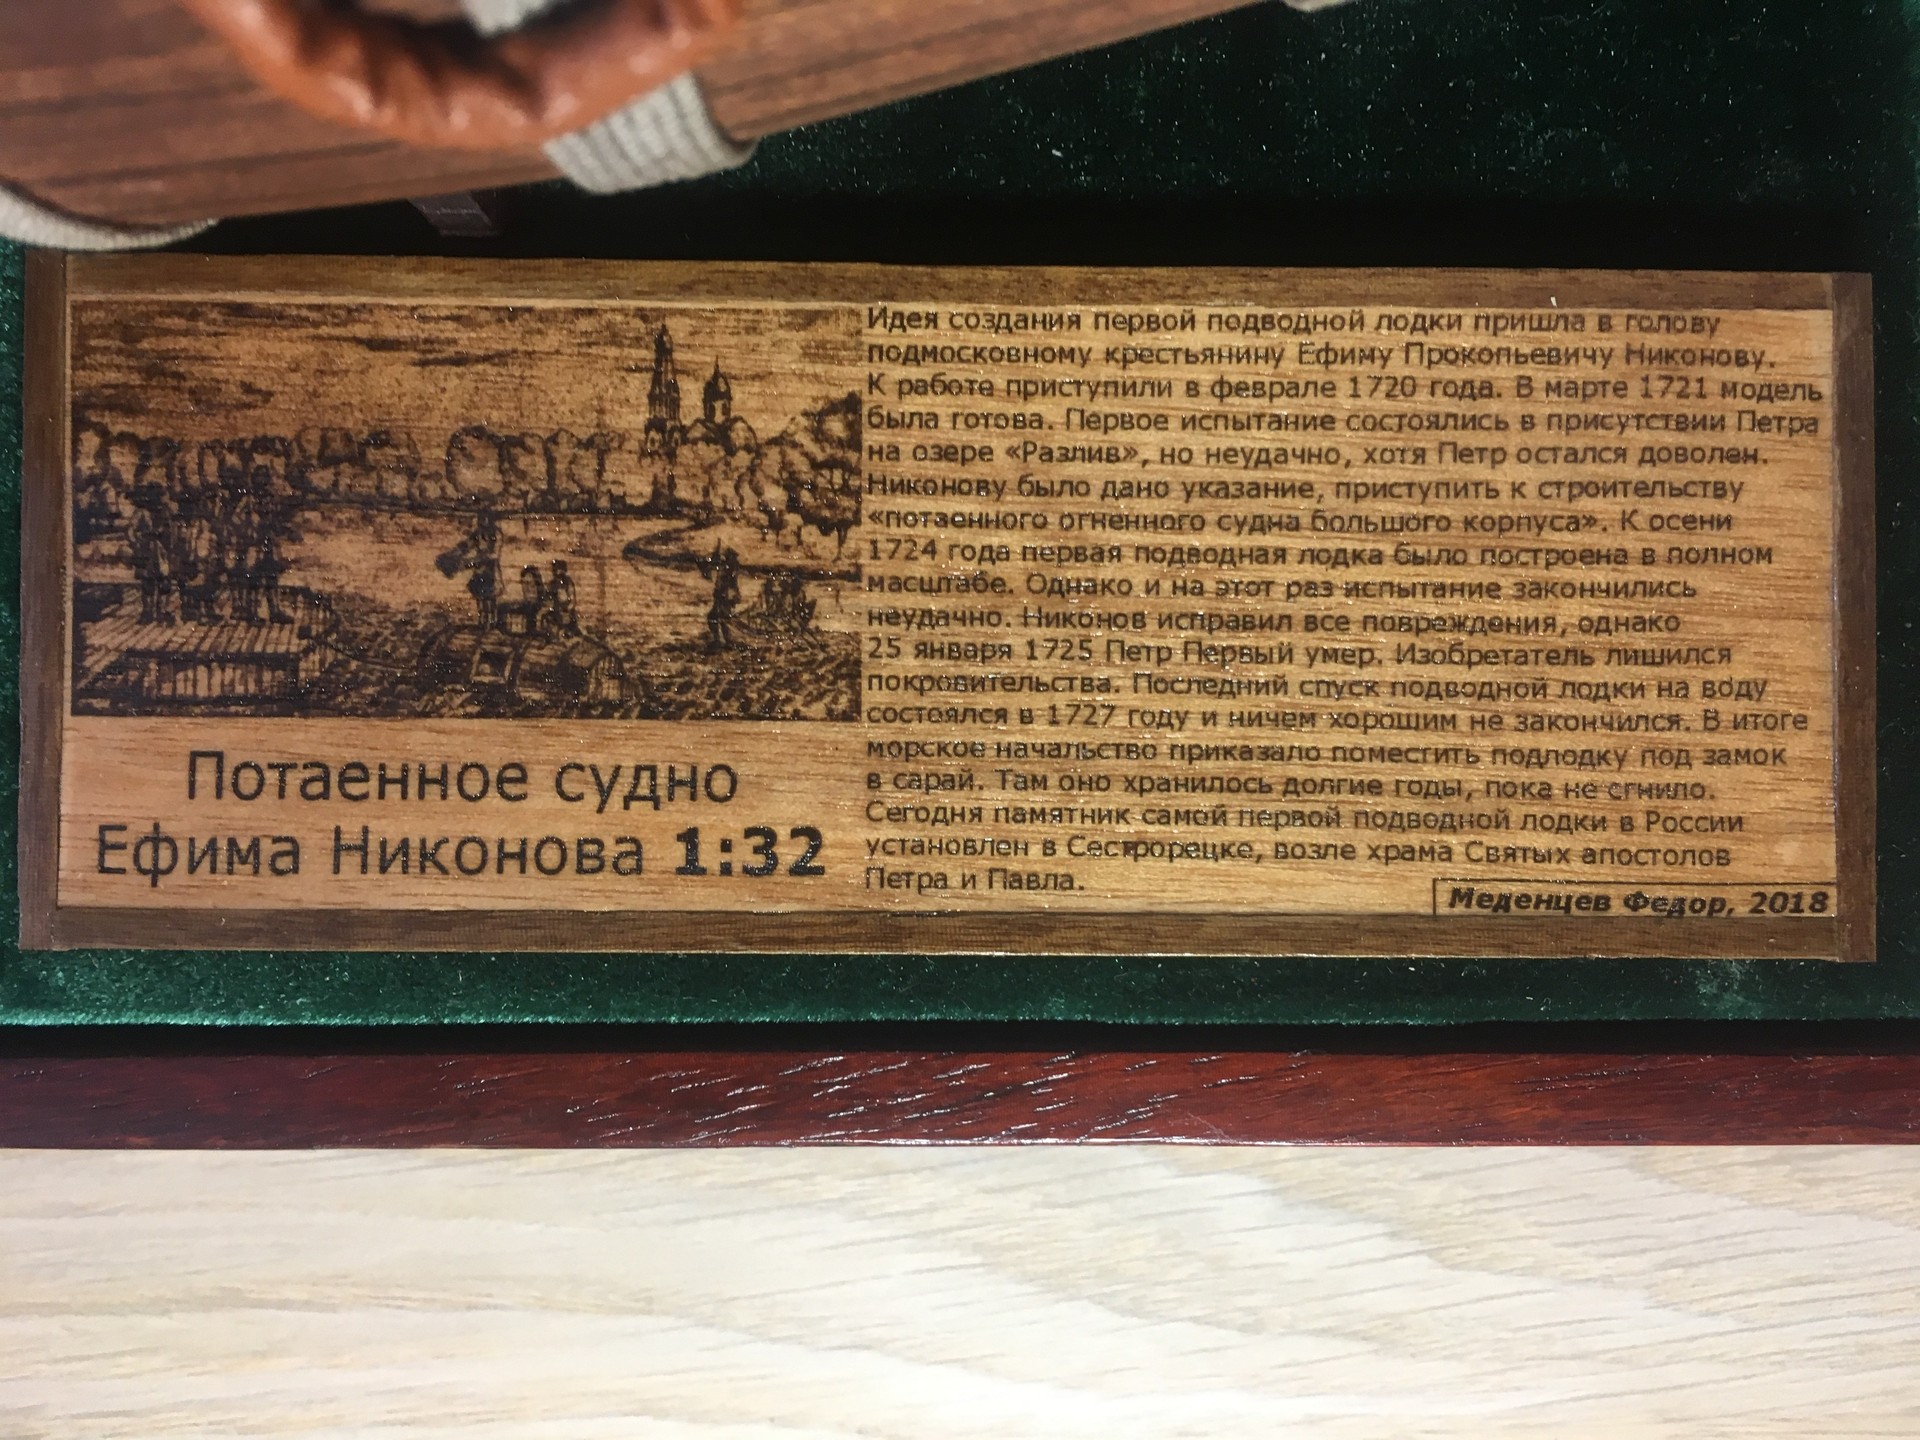 Потаенное судно
Ефима Никонова 1:32
Идея создания первой подводной лодки пришла в голову
подмосковному крестьянину Ефиму Прокопьевичу Никонову.
К работе приступили в феврале 1720 года. В марте 1721 модель
была готова. Первое испытание состоялись в присутствии Петра
на озере «Разлив», но неудачно, хотя Петр остался доволен.
Никонову было дано указание, приступить к строительству
«потаенного огненного судна большого корпуса». К осени
1724 года первая подводная лодка было построена в полном
масштабе. Однако и на этот раз испытание закончились
неудачно. Никонов исправил все повреждения, однако
25 января 1725 Петр Первый умер. Изобретатель лишился
покровительства. Последний спуск подводной лодки на воду
состоялся в 1727 году и ничем хорошим не закончился. В итоге
морское начальство приказало поместить подлодку под замок
в сарай. Там оно хранилось долгие годы, пока не сгнило.
Сегодня памятник самой первой подводной лодки в России
установлен в Сестрорецке, возле храма Святых апостолов
Петра и Павла.
Меденцев Федор, 2018